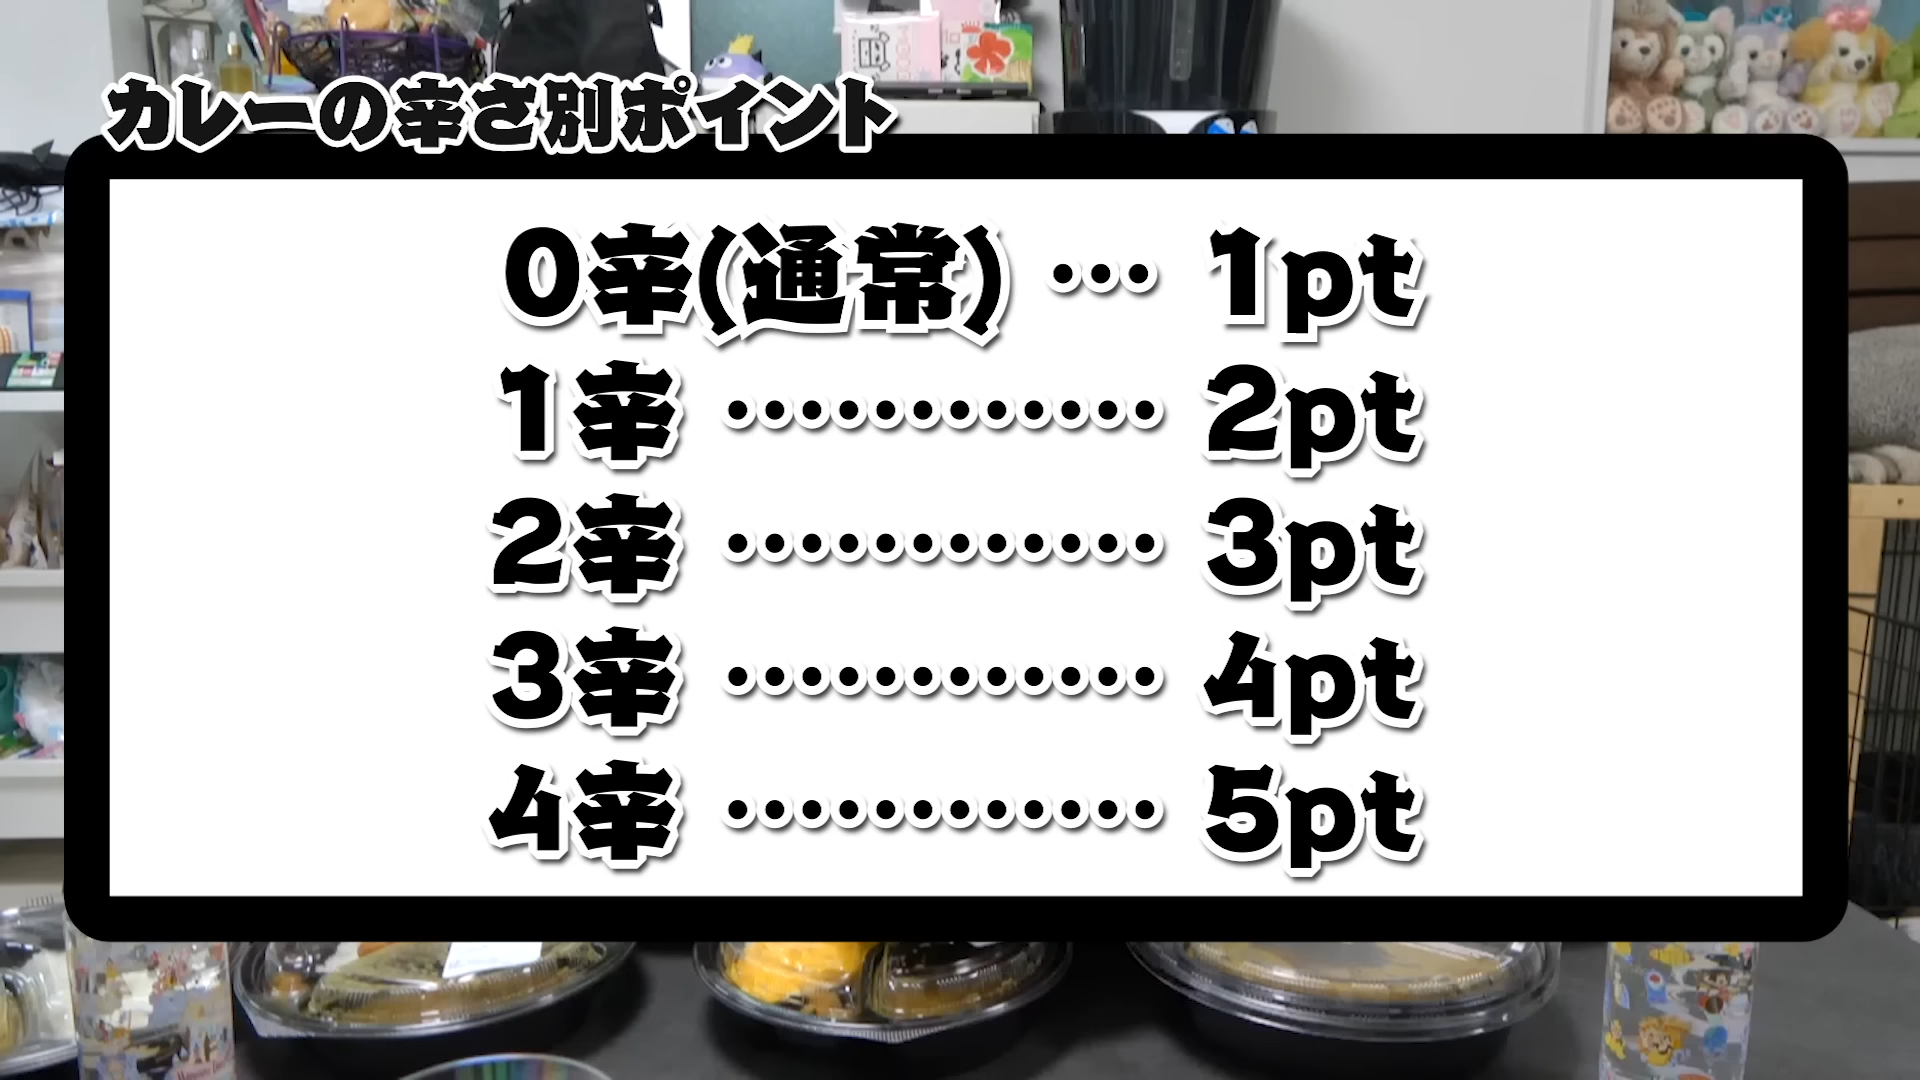 カレーの辛さ別ポイント
0辛(通常) … 1pt
1辛 ………… 2pt
2辛 ………… 3pt
3辛 ………… 4pt
4辛 ………… 5pt